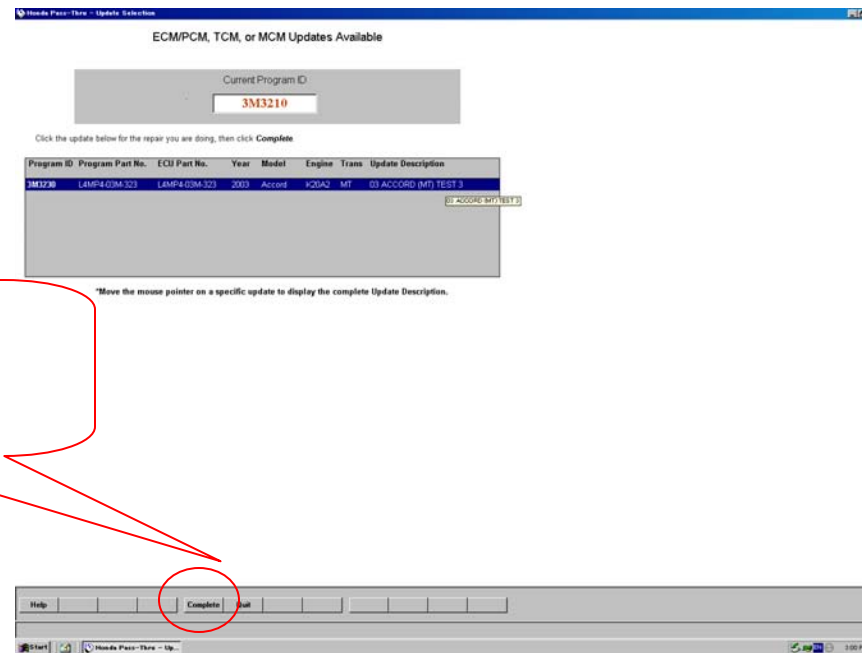 Honda Pass-Thru - Update Selection
ECM/PCM, TCM, or MCM Updates Available
Current Program ID
3M3210
Click the update below for the repair you are doing, then click Complete.
Program ID Program Part No. ECU Part No. Year Model Engine Trans Update Description
3M3230 L4MP4-03M-323 L4MP4-03M-323 2003 Accord K20A2 MT 03 ACCORD (MT) TEST 3
03 ACCORD (MT) TEST 3
*Move the mouse pointer on a specific update to display the complete Update Description.
Help Complete Quit
Start Honda Pass-Thru - Up... EN 3:00 P